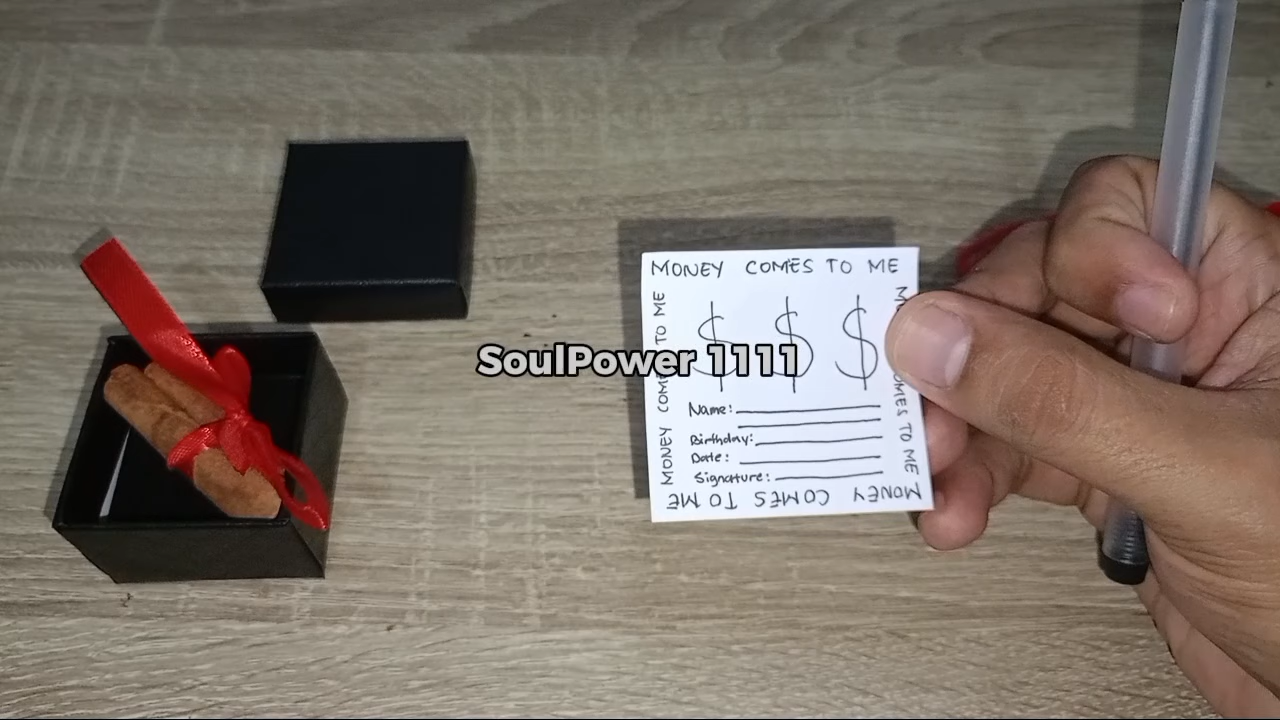 MONEY COMES TO ME
$ $ $
SoulPower 1111
Name:
Birthday:
Date:
Signature:
MONEY COMES TO ME
COMES TO ME
MONEY COMES TO ME